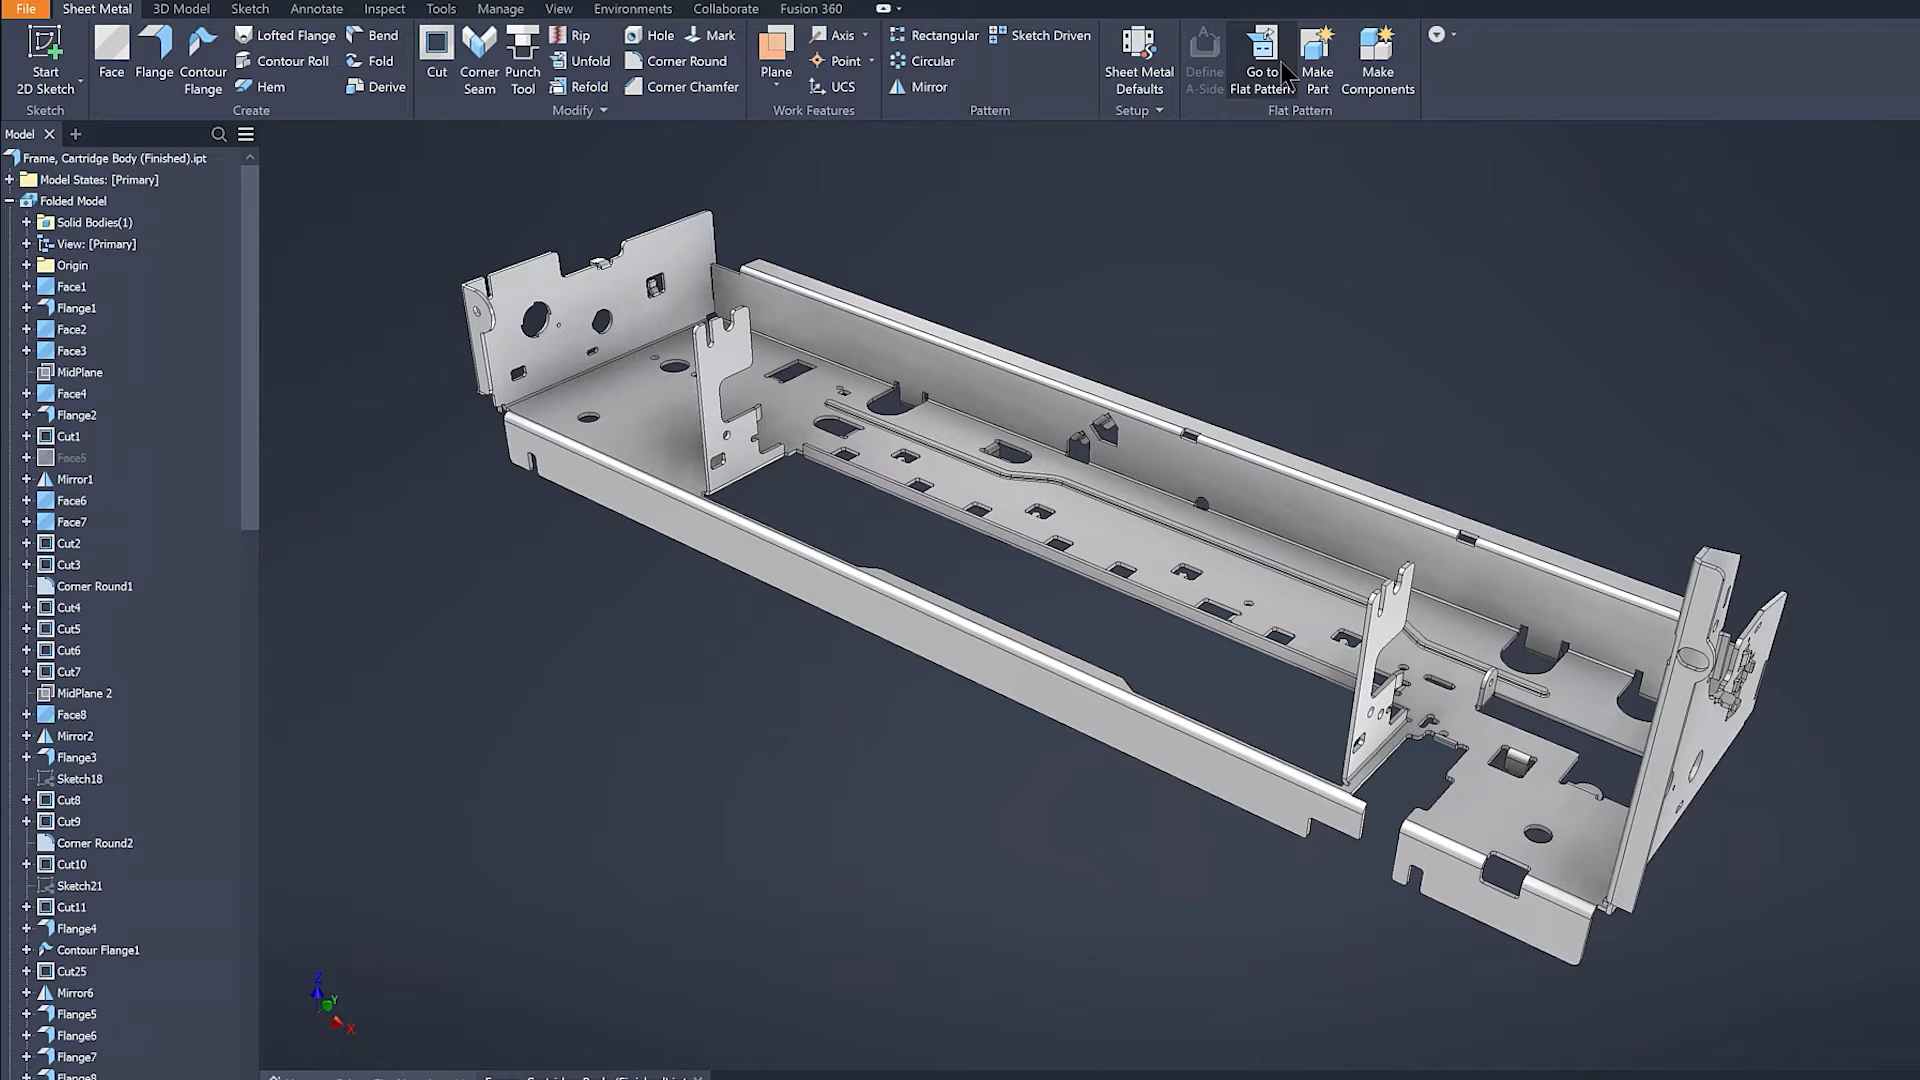 File Sheet Metal 3D Model Sketch Annotate Inspect Tools Manage View Environments Collaborate Fusion 360
Start
2D Sketch
Sketch
Face
Flange
Contour
Flange
Lofted Flange
Contour Roll
Hem
Bend
Fold
Derive
Create
Cut
Corner
Seam
Punch
Tool
Rip
Unfold
Refold
Hole
Mark
Corner Round
Corner Chamfer
Modify
Plane
Axis
Point
UCS
Work Features
Rectangular
Circular
Mirror
Sketch Driven
Pattern
Sheet Metal
Defaults
Setup
Define
A-Side
Go to
Flat Pattern
Make
Part
Make
Components
Flat Pattern
Model
Frame, Cartridge Body (Finished).ipt
Model States: [Primary]
Folded Model
Solid Bodies(1)
View: [Primary]
Origin
Face1
Flange1
Face2
Face3
MidPlane
Face4
Flange2
Cut1
Face5
Mirror1
Face6
Face7
Cut2
Cut3
Corner Round1
Cut4
Cut5
Cut6
Cut7
MidPlane 2
Face8
Mirror2
Flange3
Sketch18
Cut8
Cut9
Corner Round2
Cut10
Sketch21
Cut11
Flange4
Contour Flange1
Cut25
Mirror6
Flange5
Flange6
Flange7
Flange8
Z
Y
X